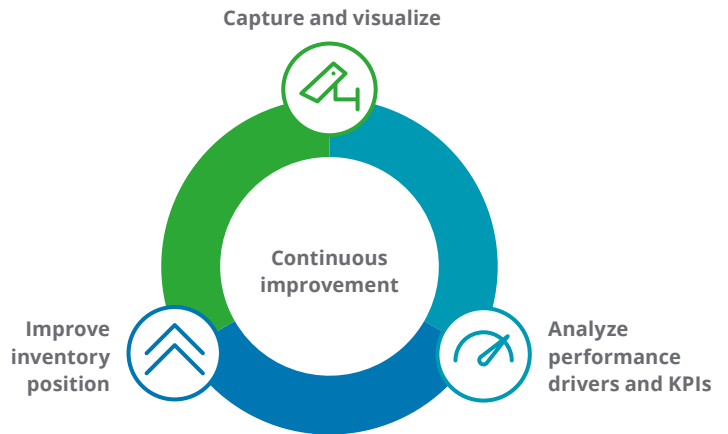 Capture and visualize
Continuous
improvement
Improve
inventory
position
Analyze
performance
drivers and KPIs